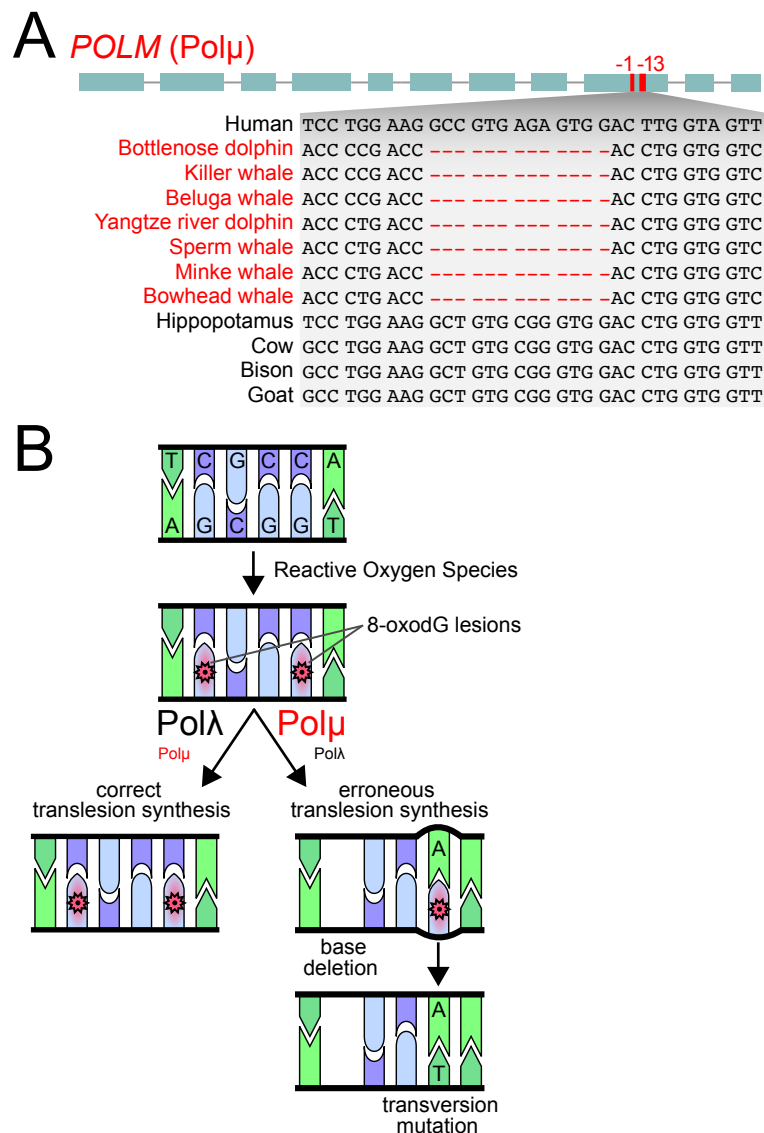 A
POLM (Polμ)
-1 -13
Human TCC TGG AAG GCC GTG AGA GTG GAC TTG GTA GTT
Bottlenose dolphin ACC CCG ACC --- --- --- --- -AC CTG GTG GTC
Killer whale ACC CCG ACC --- --- --- --- -AC CTG GTG GTC
Beluga whale ACC CCG ACC --- --- --- --- -AC CTG GTG GTC
Yangtze river dolphin ACC CTG ACC --- --- --- --- -AC CTG GTG GTC
Sperm whale ACC CTG ACC --- --- --- --- -AC CTG GTG GTC
Minke whale ACC CTG ACC --- --- --- --- -AC CTG GTG GTC
Bowhead whale ACC CTG ACC --- --- --- --- -AC CTG GTG GTC
Hippopotamus TCC TGG AAG GCT GTG CGG GTG GAC CTG GTG GTT
Cow GCC TGG AAG GCT GTG CGG GTG GAC CTG GTG GTT
Bison GCC TGG AAG GCT GTG CGG GTG GAC CTG GTG GTT
Goat GCC TGG AAG GCT GTG CGG GTG GAC CTG GTG GTT
B
T C G C C A
A G C G G T
Reactive Oxygen Species
8-oxodG lesions
Polλ Polμ
Polμ Polλ
correct
translesion synthesis
erroneous
translesion synthesis
A
base
deletion
A
T
transversion
mutation